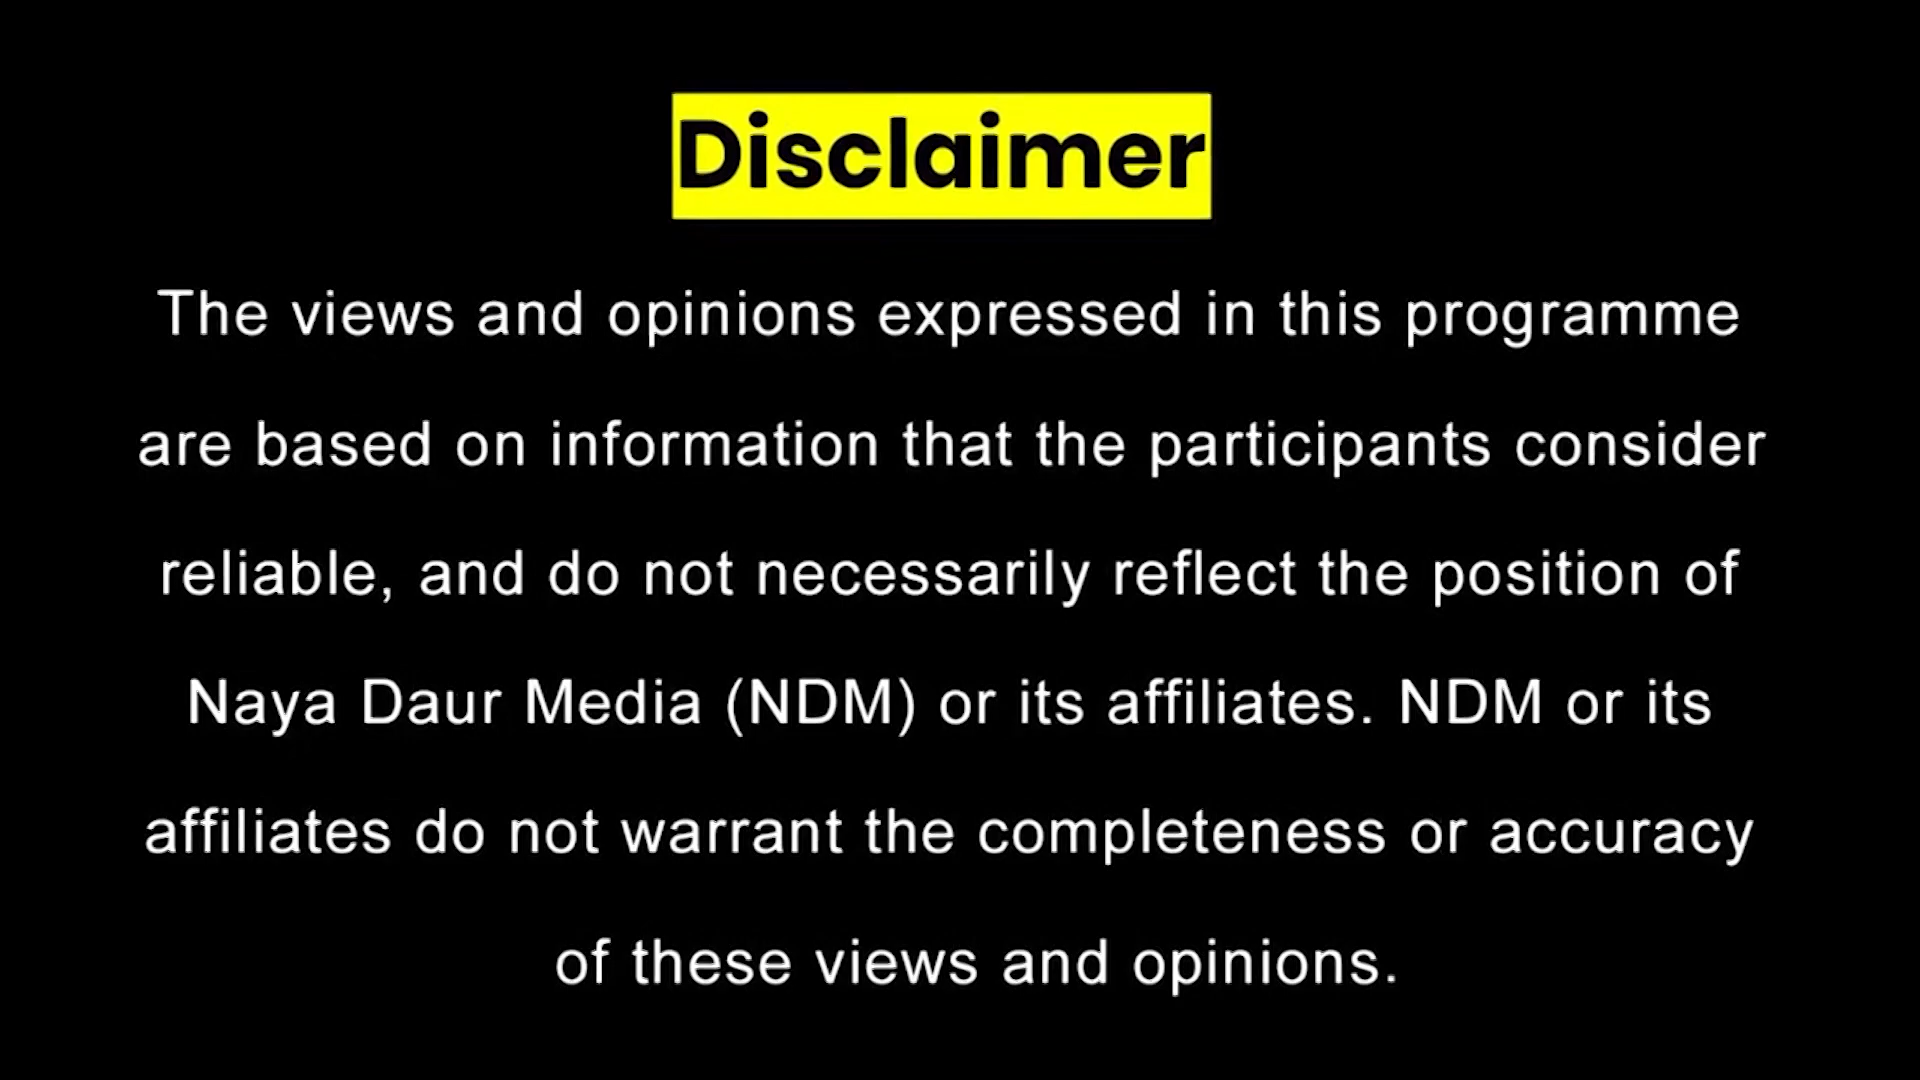 Disclaimer
The views and opinions expressed in this programme
are based on information that the participants consider
reliable, and do not necessarily reflect the position of
Naya Daur Media (NDM) or its affiliates. NDM or its
affiliates do not warrant the completeness or accuracy
of these views and opinions.